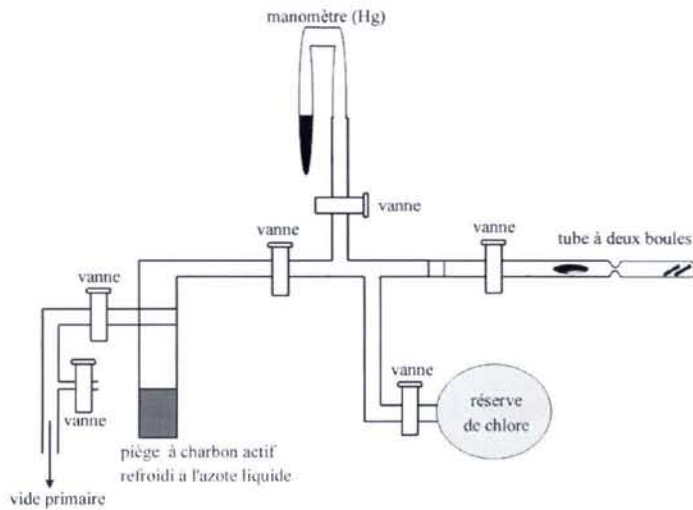 manomètre (Hg)
vanne
vanne
vanne
tube à deux boules
vanne
vanne
vanne
réserve
de chlore
piège à charbon actif
refroidi à l'azote liquide
vide primaire